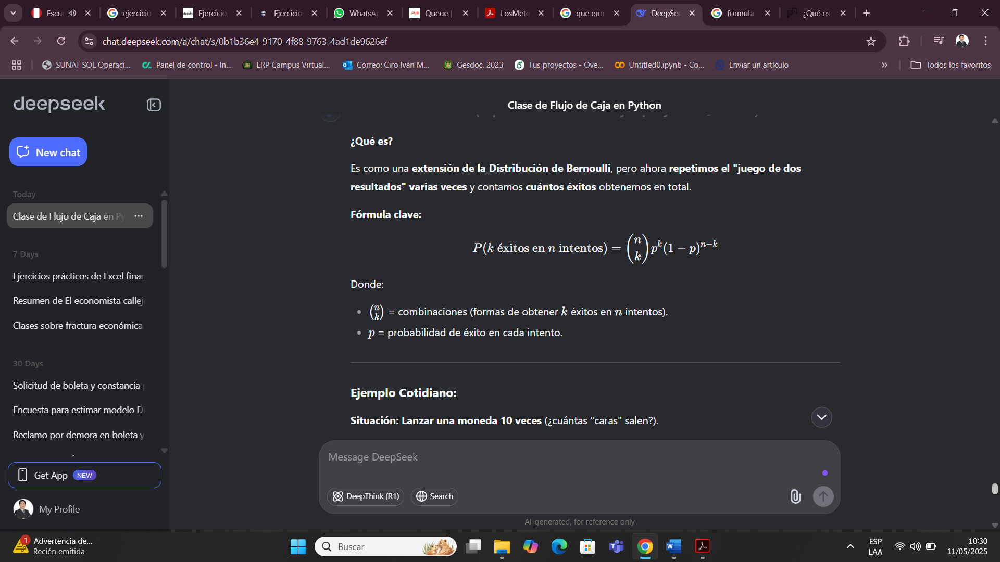 Escu
ejercicio
Ejercicio
Ejercicio
WhatsAp
Queue |
LosMeto
que eun
DeepSee
formula
¿Qué es
chat.deepseek.com/a/chat/s/0b1b36e4-9170-4f88-9763-4ad1de9626ef
SUNAT SOL Operaci...
Panel de control - In...
ERP Campus Virtual...
Correo: Ciro Iván M...
Gesdoc. 2023
Tus proyectos - Ove...
Untitled0.ipynb - Co...
Enviar un artículo
Todos los favoritos
deepseek
New chat
Today
Clase de Flujo de Caja en Py
7 Days
Ejercicios prácticos de Excel finan
Resumen de El economista calleje
Clases sobre fractura económica
30 Days
Solicitud de boleta y constancia p
Encuesta para estimar modelo Di
Reclamo por demora en boleta y
Get App NEW
My Profile
Clase de Flujo de Caja en Python
¿Qué es?
Es como una extensión de la Distribución de Bernoulli, pero ahora repetimos el "juego de dos
resultados" varias veces y contamos cuántos éxitos obtenemos en total.
Fórmula clave:
P(k éxitos en n intentos) = (n k) p^k (1 − p)^{n−k}
Donde:
(n k) = combinaciones (formas de obtener k éxitos en n intentos).
p = probabilidad de éxito en cada intento.
Ejemplo Cotidiano:
Situación: Lanzar una moneda 10 veces (¿cuántas "caras" salen?).
Message DeepSeek
DeepThink (R1)
Search
AI-generated, for reference only
1
Advertencia de...
Recién emitida
Buscar
ESP
LAA
10:30
11/05/2025